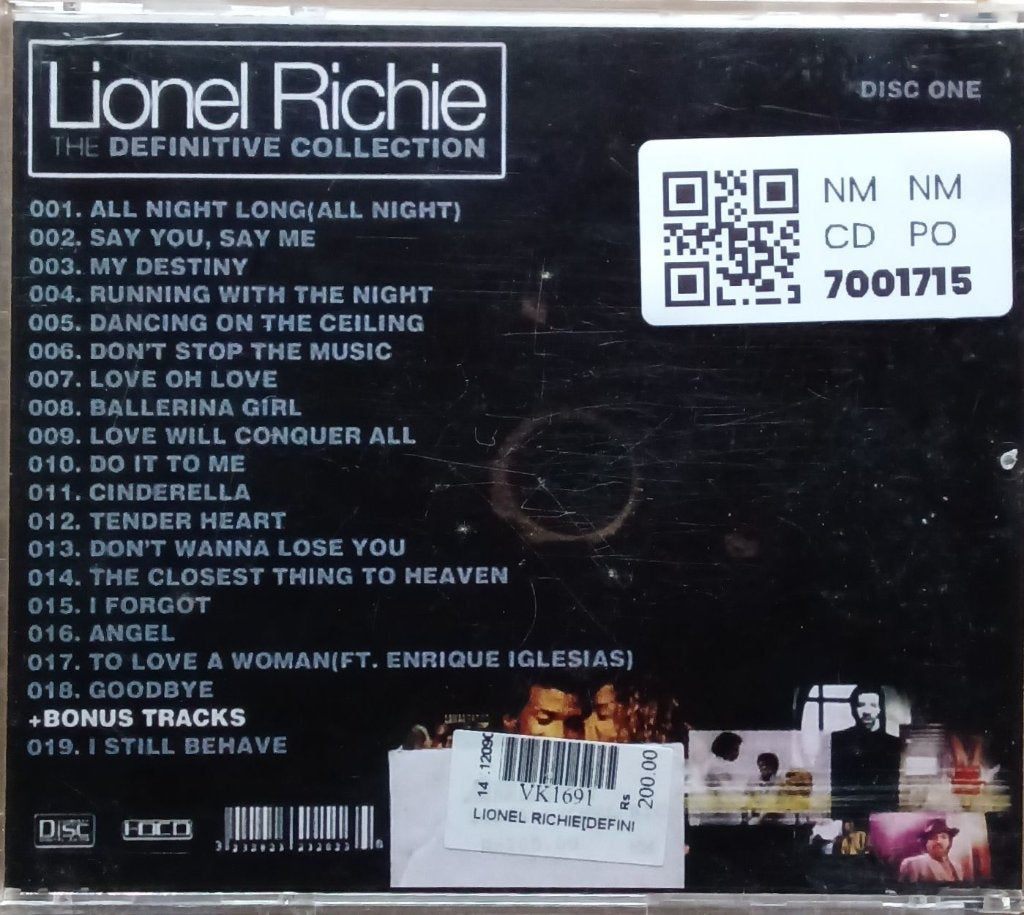 Lionel Richie
THE DEFINITIVE COLLECTION
DISC ONE
NM NM
CD PO
7001715
001. ALL NIGHT LONG(ALL NIGHT)
002. SAY YOU, SAY ME
003. MY DESTINY
004. RUNNING WITH THE NIGHT
005. DANCING ON THE CEILING
006. DON'T STOP THE MUSIC
007. LOVE OH LOVE
008. BALLERINA GIRL
009. LOVE WILL CONQUER ALL
010. DO IT TO ME
011. CINDERELLA
012. TENDER HEART
013. DON'T WANNA LOSE YOU
014. THE CLOSEST THING TO HEAVEN
015. I FORGOT
016. ANGEL
017. TO LOVE A WOMAN(FT. ENRIQUE IGLESIAS)
018. GOODBYE
+BONUS TRACKS
019. I STILL BEHAVE
DISC
14 .12090
VK1691
Rs 200.00
LIONEL RICHIE[DEFINI